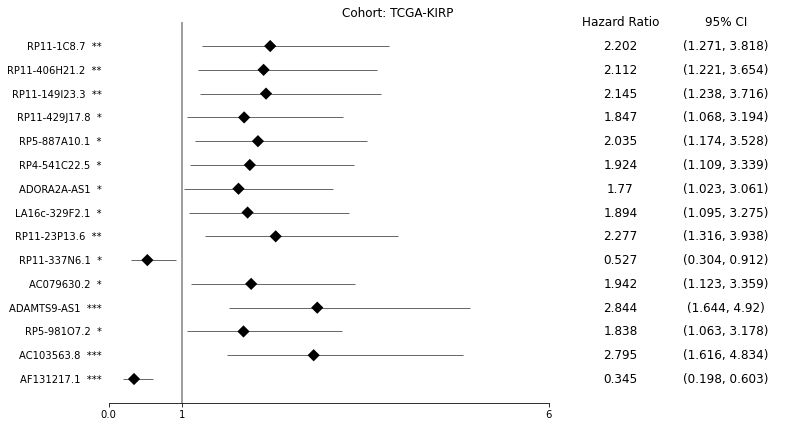 Cohort: TCGA-KIRP
Hazard Ratio 95% CI
RP11-1C8.7 ** 2.202 (1.271, 3.818)
RP11-406H21.2 ** 2.112 (1.221, 3.654)
RP11-149I23.3 ** 2.145 (1.238, 3.716)
RP11-429J17.8 * 1.847 (1.068, 3.194)
RP5-887A10.1 * 2.035 (1.174, 3.528)
RP4-541C22.5 * 1.924 (1.109, 3.339)
ADORA2A-AS1 * 1.77 (1.023, 3.061)
LA16c-329F2.1 * 1.894 (1.095, 3.275)
RP11-23P13.6 ** 2.277 (1.316, 3.938)
RP11-337N6.1 * 0.527 (0.304, 0.912)
AC079630.2 * 1.942 (1.123, 3.359)
ADAMTS9-AS1 *** 2.844 (1.644, 4.92)
RP5-981O7.2 * 1.838 (1.063, 3.178)
AC103563.8 *** 2.795 (1.616, 4.834)
AF131217.1 *** 0.345 (0.198, 0.603)
0.0 1 6